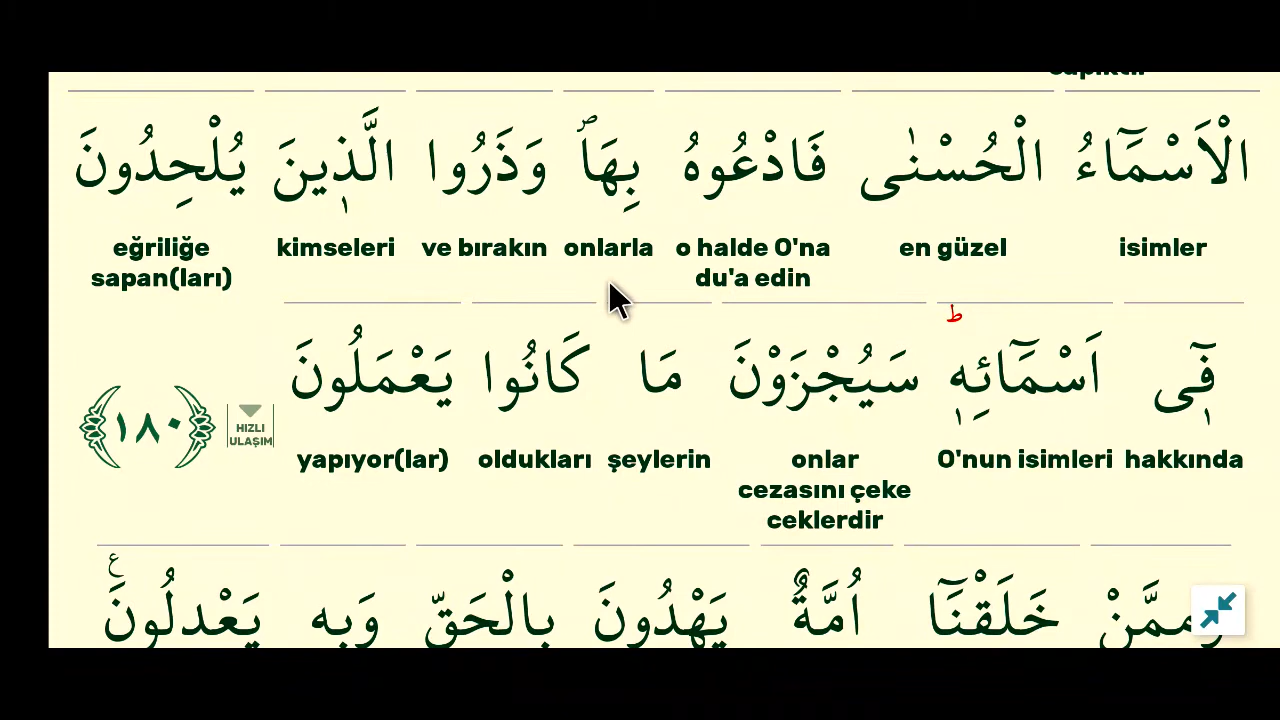 الْاَسْمَٓاءُ الْحُسْنٰى فَادْعُوهُ بِهَاۖ وَذَرُوا الَّذ۪ينَ يُلْحِدُونَ
isimler en güzel o halde O'na du'a edin onlarla ve bırakın kimseleri eğriliğe sapan(ları)
ف۪ٓى اَسْمَٓائِه۪ۜ سَيُجْزَوْنَ مَا كَانُوا يَعْمَلُونَ ﴿١٨٠﴾
HIZLI ULAŞIM
hakkında O'nun isimleri onlar cezasını çeke ceklerdir şeylerin oldukları yapıyor(lar)
وَمِمَّنْ خَلَقْنَٓا اُمَّةٌ يَهْدُونَ بِالْحَقِّ وَبِه۪ يَعْدِلُونَ۟